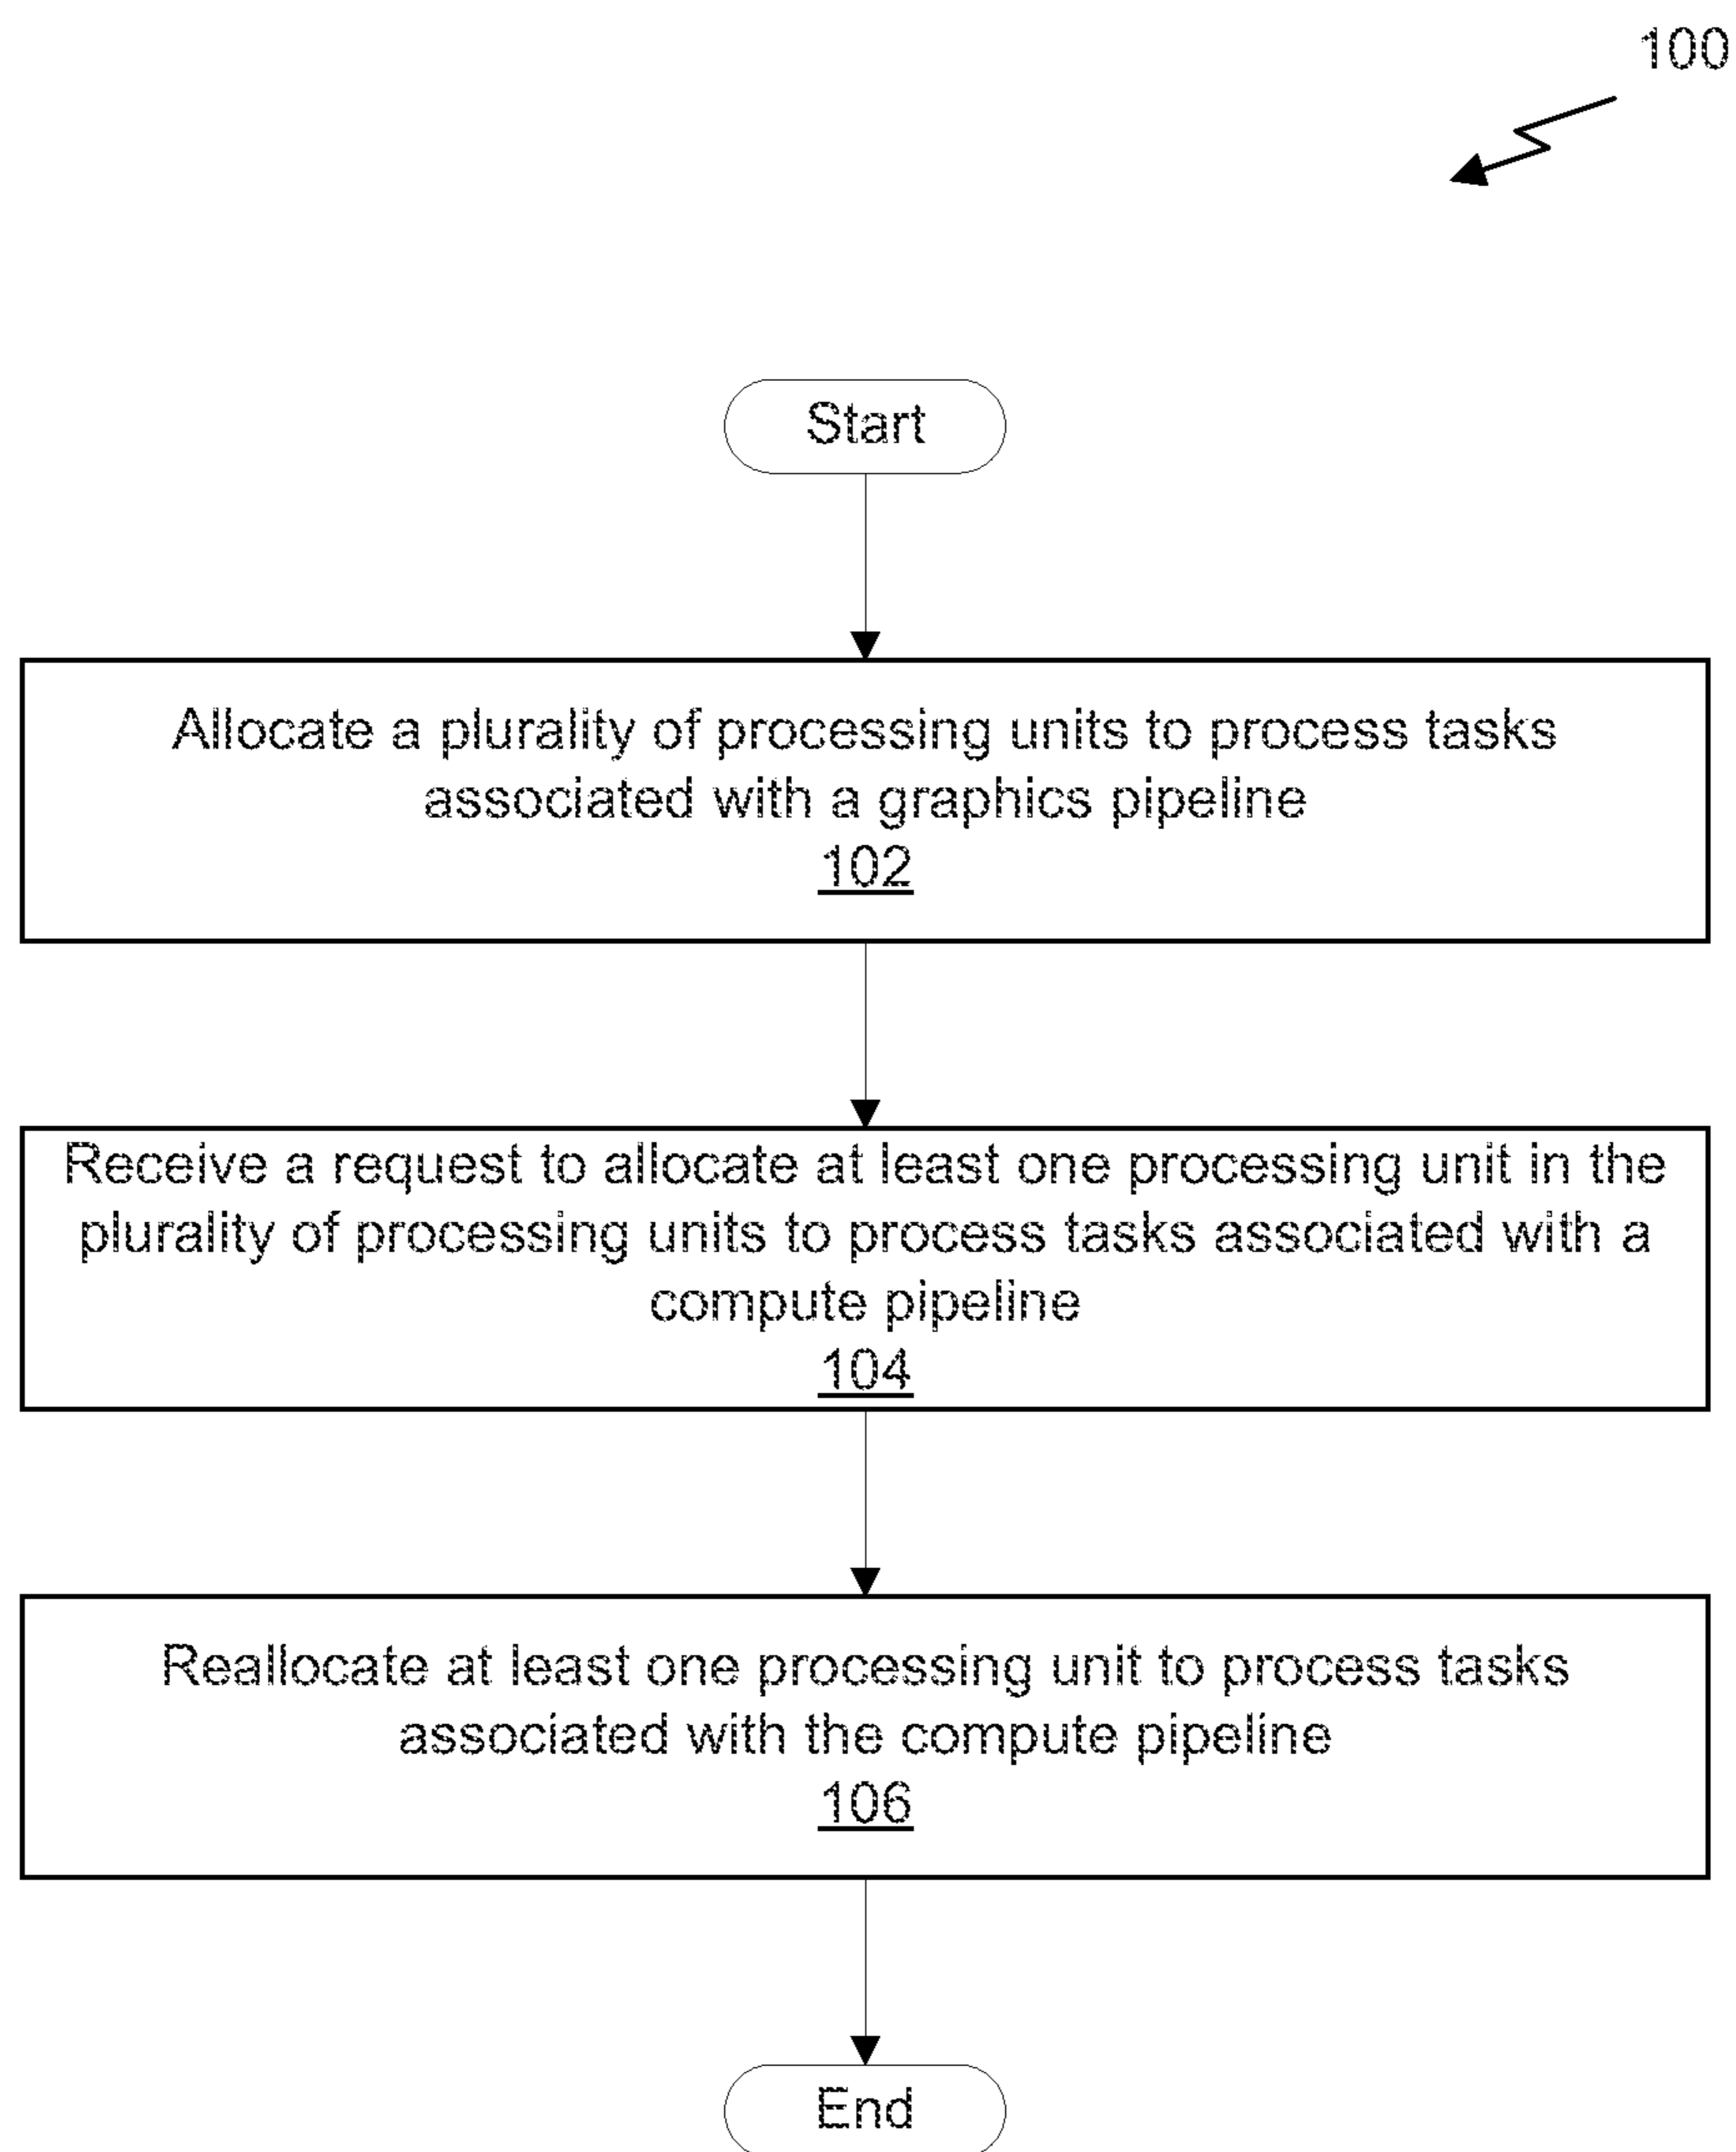 100
Start
Allocate a plurality of processing units to process tasks
associated with a graphics pipeline
102
Receive a request to allocate at least one processing unit in the
plurality of processing units to process tasks associated with a
compute pipeline
104
Reallocate at least one processing unit to process tasks
associated with the compute pipeline
106
End